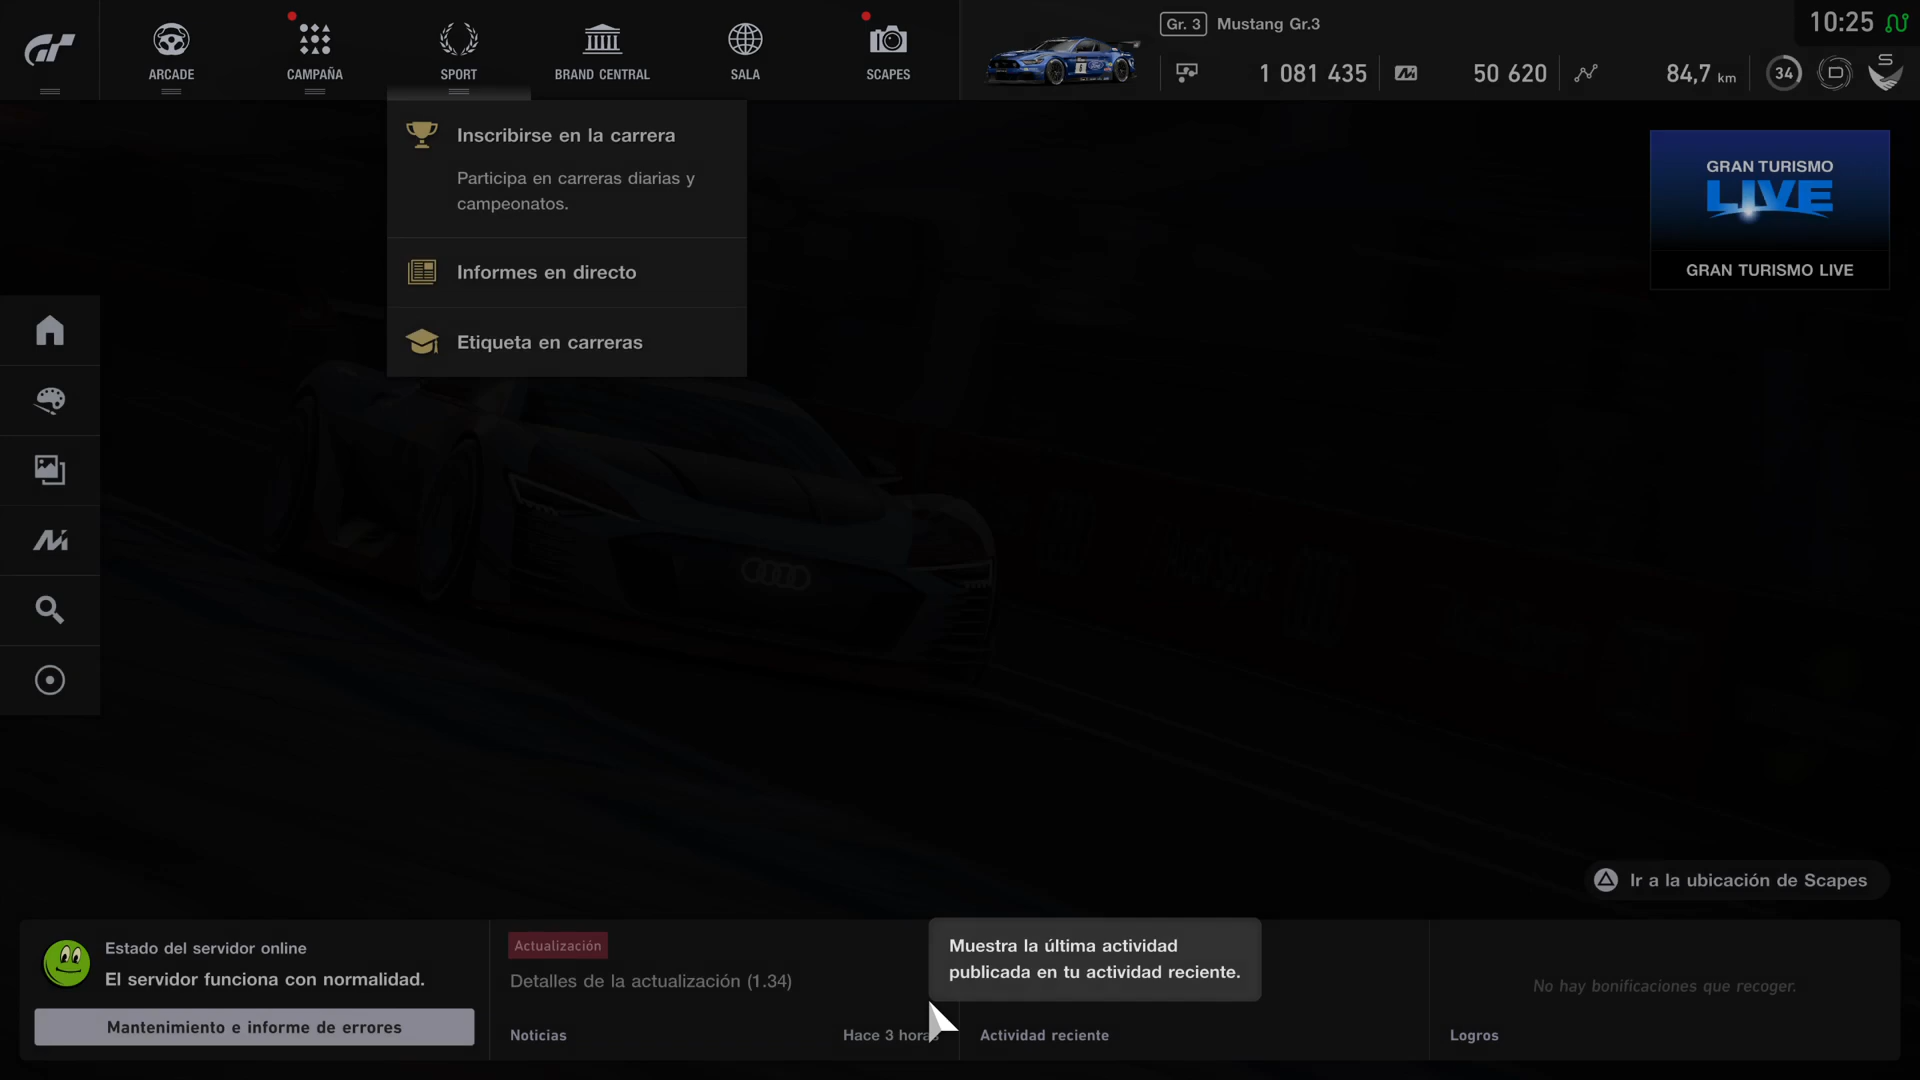 ARCADE
CAMPAÑA
SPORT
BRAND CENTRAL
SALA
SCAPES
Gr. 3 Mustang Gr.3
10:25
1 081 435
50 620
84,7 km
34
D
S
Inscribirse en la carrera
Participa en carreras diarias y
campeonatos.
Informes en directo
Etiqueta en carreras
GRAN TURISMO
LIVE
GRAN TURISMO LIVE
Ir a la ubicación de Scapes
Estado del servidor online
El servidor funciona con normalidad.
Mantenimiento e informe de errores
Actualización
Detalles de la actualización (1.34)
Noticias
Hace 3 horas
Muestra la última actividad
publicada en tu actividad reciente.
Actividad reciente
No hay bonificaciones que recoger.
Logros